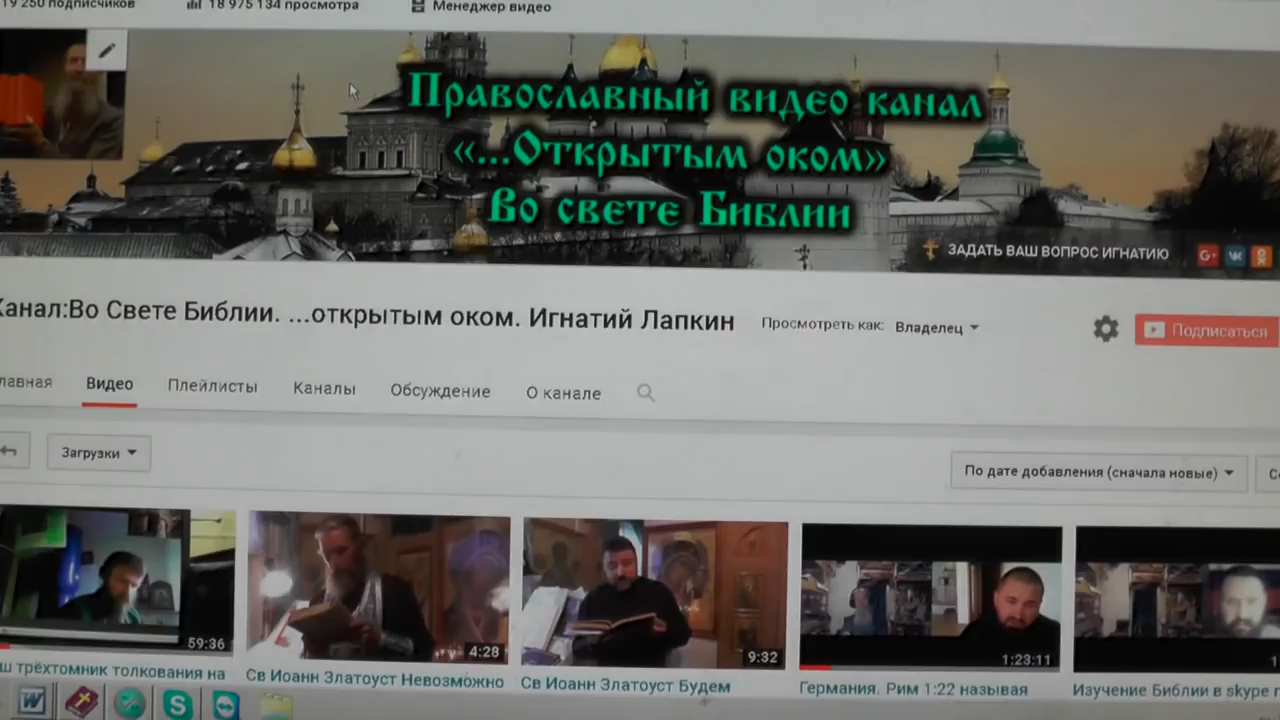 19 250 подписчиков 18 975 134 просмотра Менеджер видео
Православный видео канал
«...Открытым оком»
Во свете Библии
ЗАДАТЬ ВАШ ВОПРОС ИГНАТИЮ
Канал:Во Свете Библии. ...открытым оком. Игнатий Лапкин Просмотреть как: Владелец Подписаться
лавная Видео Плейлисты Каналы Обсуждение О канале
Загрузки По дате добавления (сначала новые)
59:36 4:28 9:32 1:23:11
трёхтомник толкования на Св Иоанн Златоуст Невозможно Св Иоанн Златоуст Будем Германия. Рим 1:22 называя Изучение Библии в skype